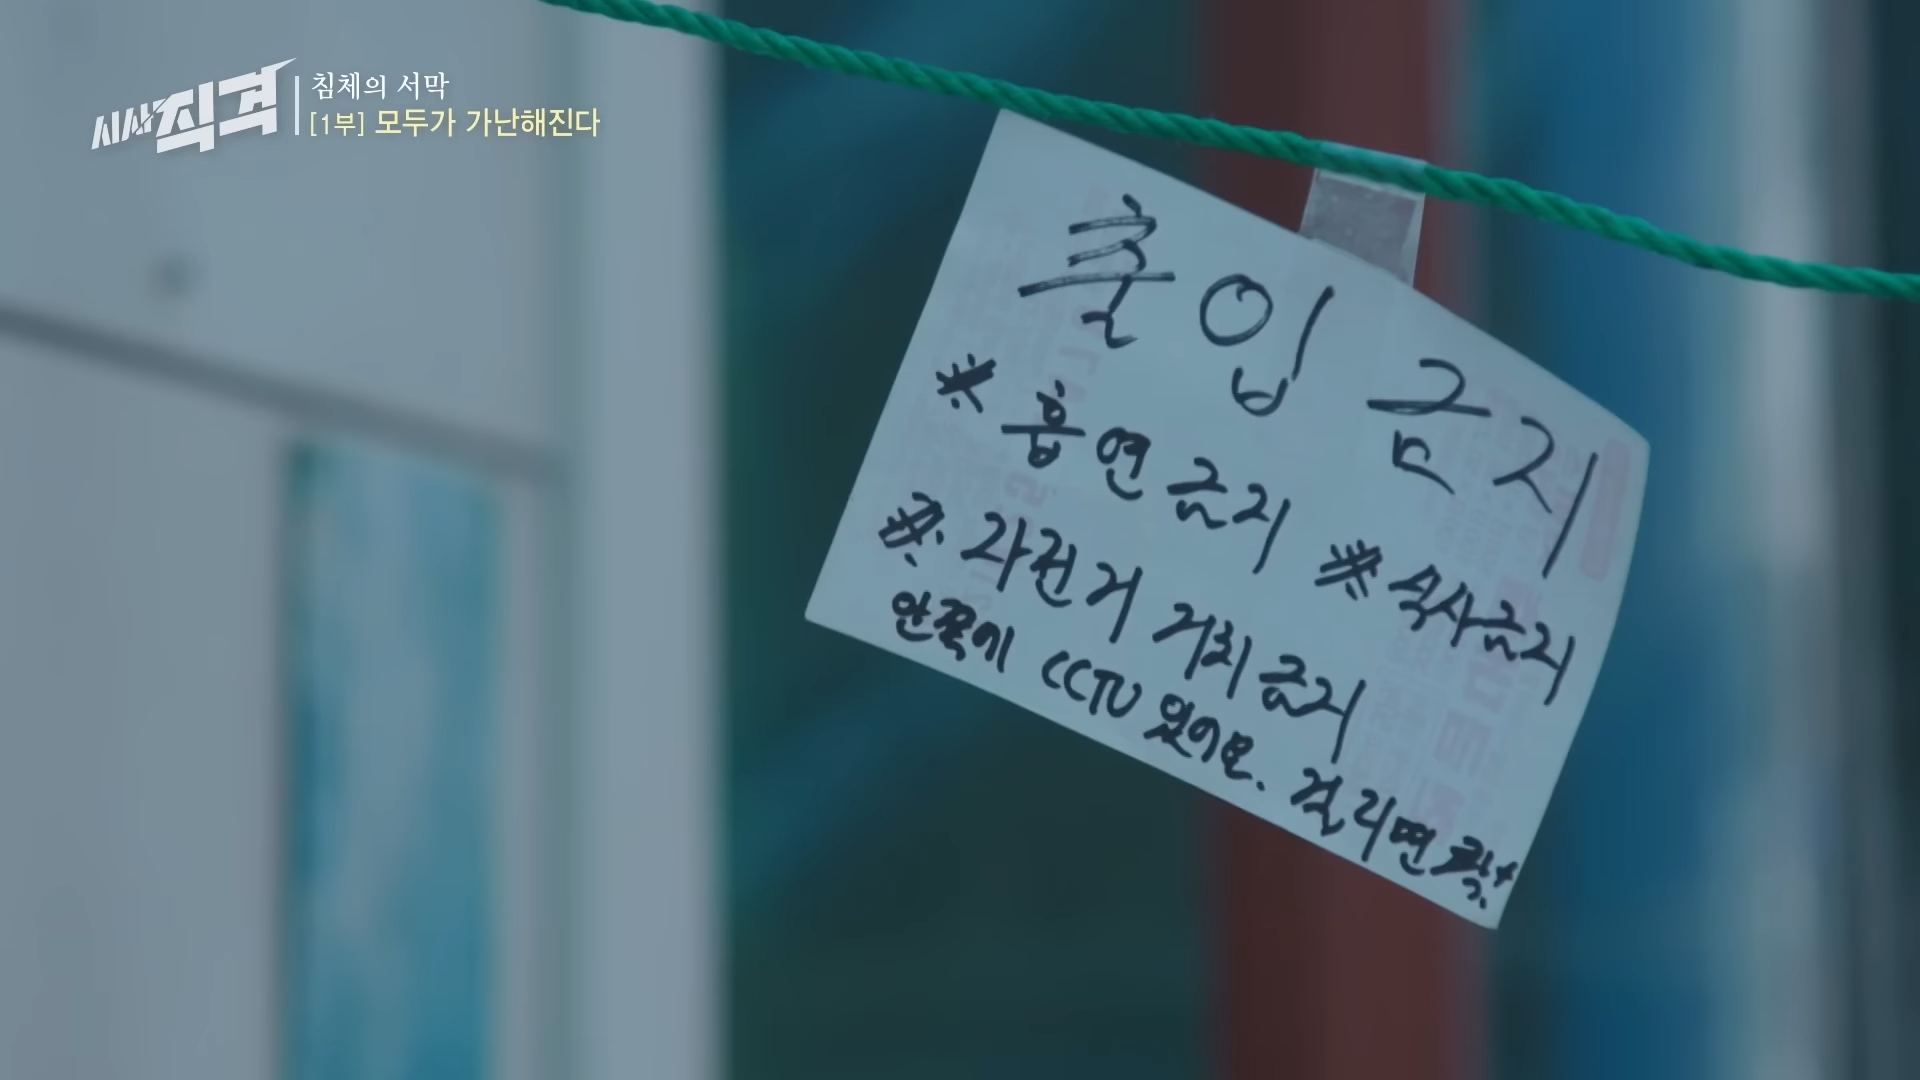 시사 직격
침체의 서막
[1부] 모두가 가난해진다
출입 금지
※ 흡연금지 ※ 식사금지
※ 자전거 거치금지
안쪽에 CCTV 있어요. 걸리면